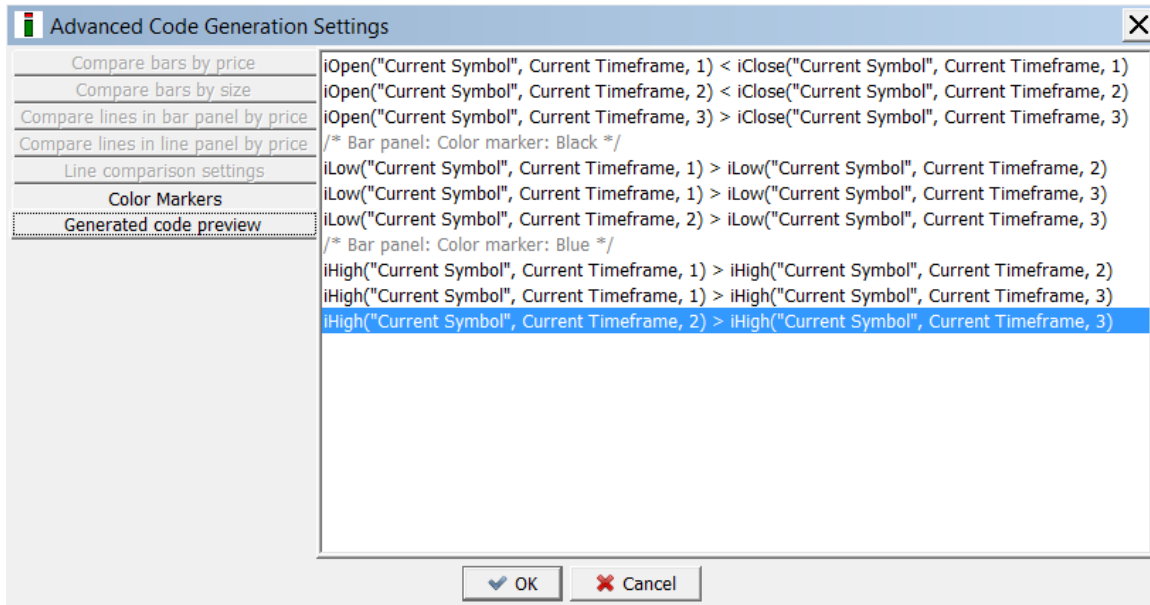 Advanced Code Generation Settings
Compare bars by price
Compare bars by size
Compare lines in bar panel by price
Compare lines in line panel by price
Line comparison settings
Color Markers
Generated code preview
iOpen("Current Symbol", Current Timeframe, 1) < iClose("Current Symbol", Current Timeframe, 1)
iOpen("Current Symbol", Current Timeframe, 2) < iClose("Current Symbol", Current Timeframe, 2)
iOpen("Current Symbol", Current Timeframe, 3) > iClose("Current Symbol", Current Timeframe, 3)
/* Bar panel: Color marker: Black */
iLow("Current Symbol", Current Timeframe, 1) > iLow("Current Symbol", Current Timeframe, 2)
iLow("Current Symbol", Current Timeframe, 1) > iLow("Current Symbol", Current Timeframe, 3)
iLow("Current Symbol", Current Timeframe, 2) > iLow("Current Symbol", Current Timeframe, 3)
/* Bar panel: Color marker: Blue */
iHigh("Current Symbol", Current Timeframe, 1) > iHigh("Current Symbol", Current Timeframe, 2)
iHigh("Current Symbol", Current Timeframe, 1) > iHigh("Current Symbol", Current Timeframe, 3)
iHigh("Current Symbol", Current Timeframe, 2) > iHigh("Current Symbol", Current Timeframe, 3)
OK
Cancel